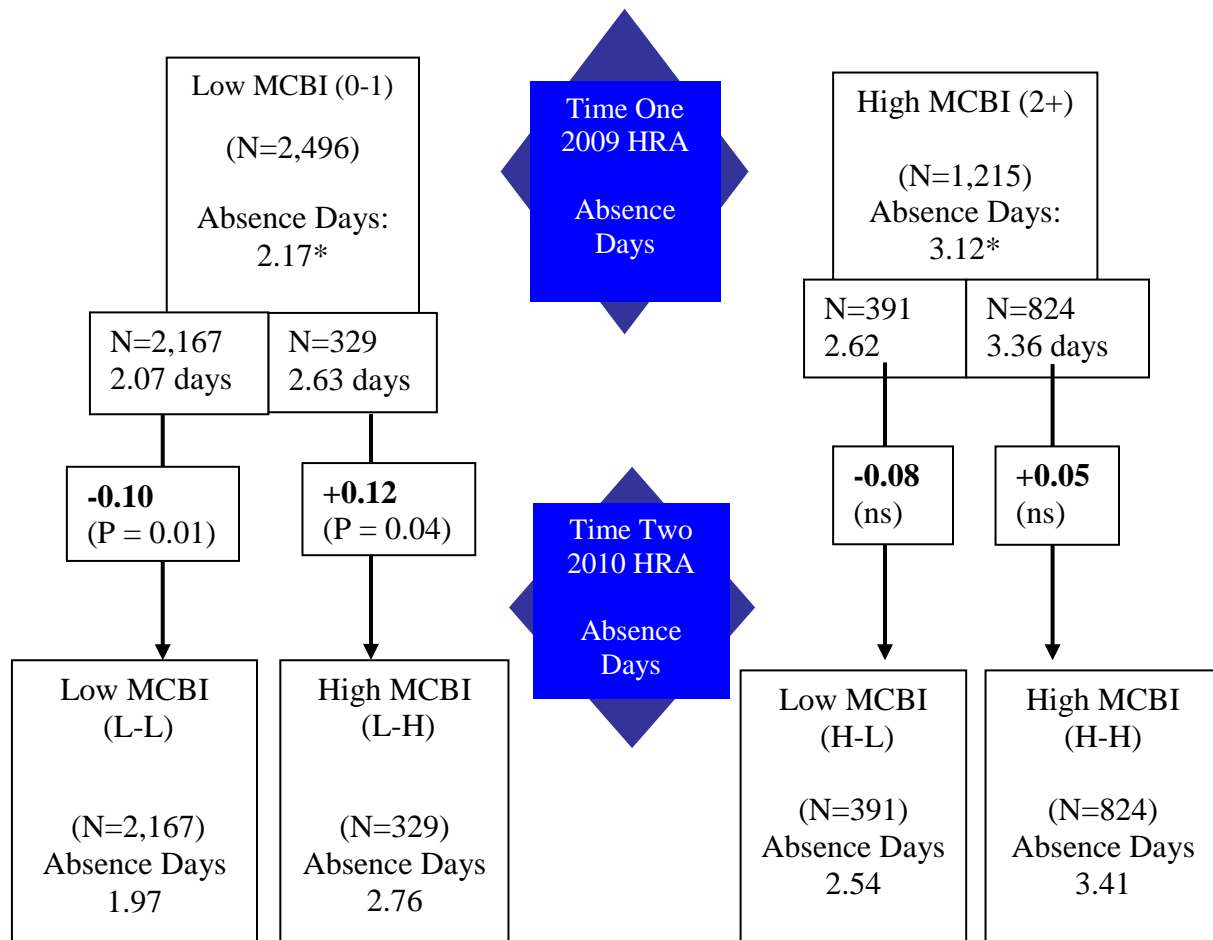 Low MCBI (0-1)
(N=2,496)
Absence Days:
2.17*
Time One
2009 HRA
Absence
Days
High MCBI (2+)
(N=1,215)
Absence Days:
3.12*
N=2,167
2.07 days
N=329
2.63 days
N=391
2.62
N=824
3.36 days
-0.10
(P = 0.01)
+0.12
(P = 0.04)
Time Two
2010 HRA
Absence
Days
-0.08
(ns)
+0.05
(ns)
Low MCBI
(L-L)
(N=2,167)
Absence Days
1.97
High MCBI
(L-H)
(N=329)
Absence Days
2.76
Low MCBI
(H-L)
(N=391)
Absence Days
2.54
High MCBI
(H-H)
(N=824)
Absence Days
3.41